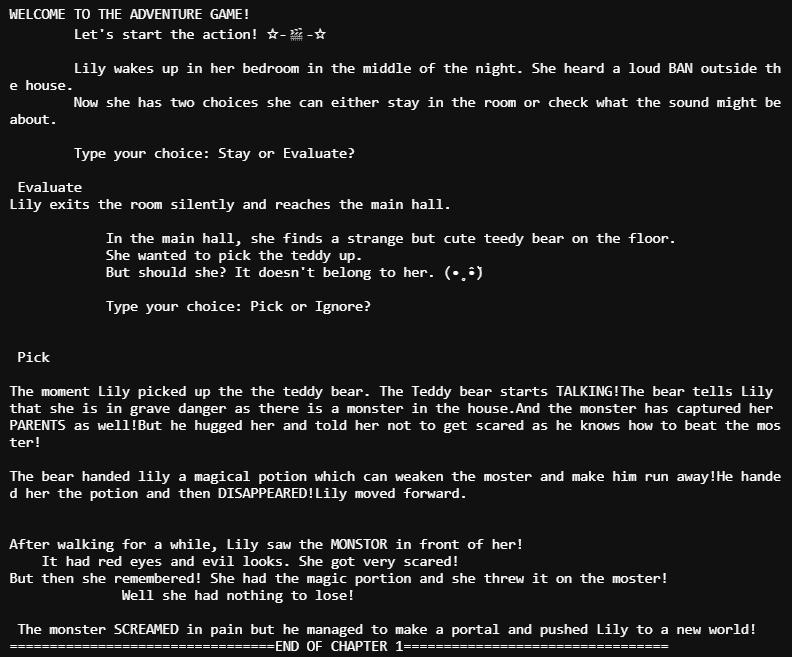 WELCOME TO THE ADVENTURE GAME!
Let's start the action! ☆-🎬-☆
Lily wakes up in her bedroom in the middle of the night. She heard a loud BAN outside th
e house.
Now she has two choices she can either stay in the room or check what the sound might be
about.
Type your choice: Stay or Evaluate?
Evaluate
Lily exits the room silently and reaches the main hall.
In the main hall, she finds a strange but cute teedy bear on the floor.
She wanted to pick the teddy up.
But should she? It doesn't belong to her. (•̥̂•̂)
Type your choice: Pick or Ignore?
Pick
The moment Lily picked up the the teddy bear. The Teddy bear starts TALKING!The bear tells Lily
that she is in grave danger as there is a monster in the house.And the monster has captured her
PARENTS as well!But he hugged her and told her not to get scared as he knows how to beat the mos
ter!
The bear handed lily a magical potion which can weaken the moster and make him run away!He hande
d her the potion and then DISAPPEARED!Lily moved forward.
After walking for a while, Lily saw the MONSTOR in front of her!
It had red eyes and evil looks. She got very scared!
But then she remembered! She had the magic portion and she threw it on the moster!
Well she had nothing to lose!
The monster SCREAMED in pain but he managed to make a portal and pushed Lily to a new world!
=================================END OF CHAPTER 1=================================